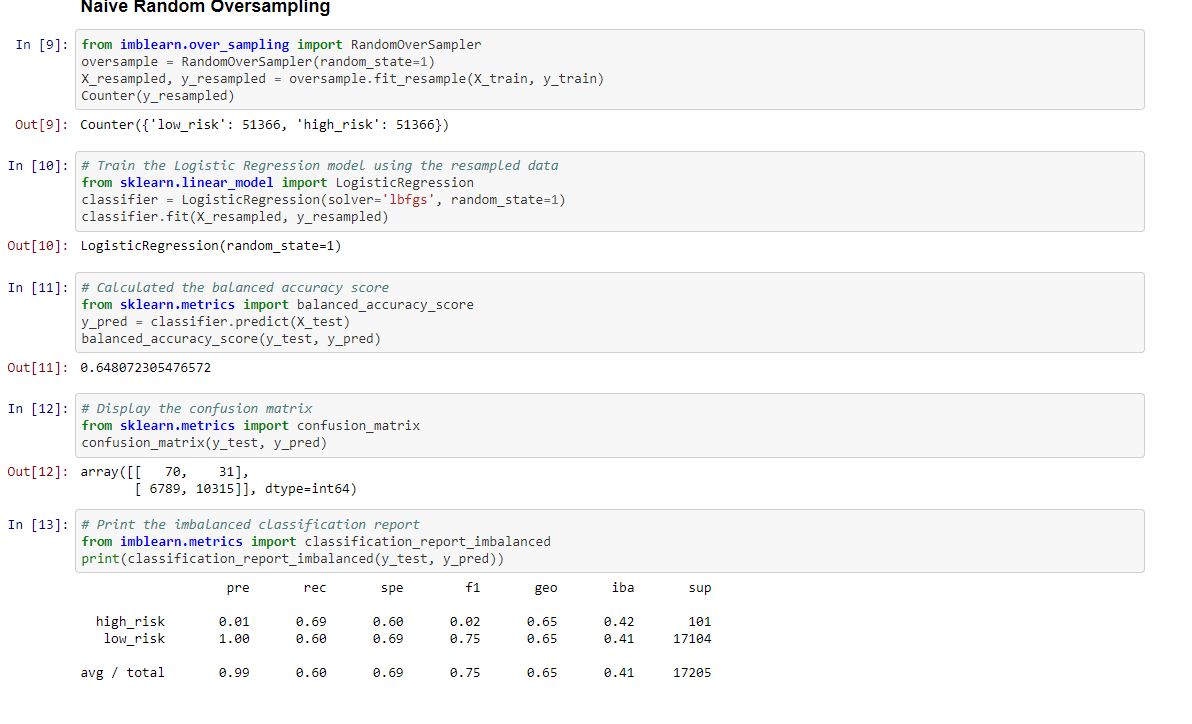 Naive Random Oversampling
In [9]: from imblearn.over_sampling import RandomOverSampler
oversample = RandomOverSampler(random_state=1)
X_resampled, y_resampled = oversample.fit_resample(X_train, y_train)
Counter(y_resampled)
Out[9]: Counter({'low_risk': 51366, 'high_risk': 51366})
In [10]: # Train the Logistic Regression model using the resampled data
from sklearn.linear_model import LogisticRegression
classifier = LogisticRegression(solver='lbfgs', random_state=1)
classifier.fit(X_resampled, y_resampled)
Out[10]: LogisticRegression(random_state=1)
In [11]: # Calculated the balanced accuracy score
from sklearn.metrics import balanced_accuracy_score
y_pred = classifier.predict(X_test)
balanced_accuracy_score(y_test, y_pred)
Out[11]: 0.648072305476572
In [12]: # Display the confusion matrix
from sklearn.metrics import confusion_matrix
confusion_matrix(y_test, y_pred)
Out[12]: array([[   70,    31],
       [ 6789, 10315]], dtype=int64)
In [13]: # Print the imbalanced classification report
from imblearn.metrics import classification_report_imbalanced
print(classification_report_imbalanced(y_test, y_pred))
pre rec spe f1 geo iba sup
high_risk 0.01 0.69 0.60 0.02 0.65 0.42 101
low_risk 1.00 0.60 0.69 0.75 0.65 0.41 17104
avg / total 0.99 0.60 0.69 0.75 0.65 0.41 17205